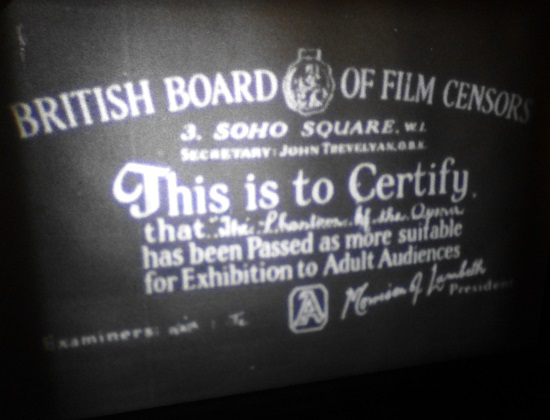 BRITISH BOARD OF FILM CENSORS
3, SOHO SQUARE, W.1.
SECRETARY: JOHN TREVELYAN, O.B.E.
This is to Certify
that "The Phantom Of the Opera
has been Passed as more suitable
for Exhibition to Adult Audiences
A
President
Examiners: